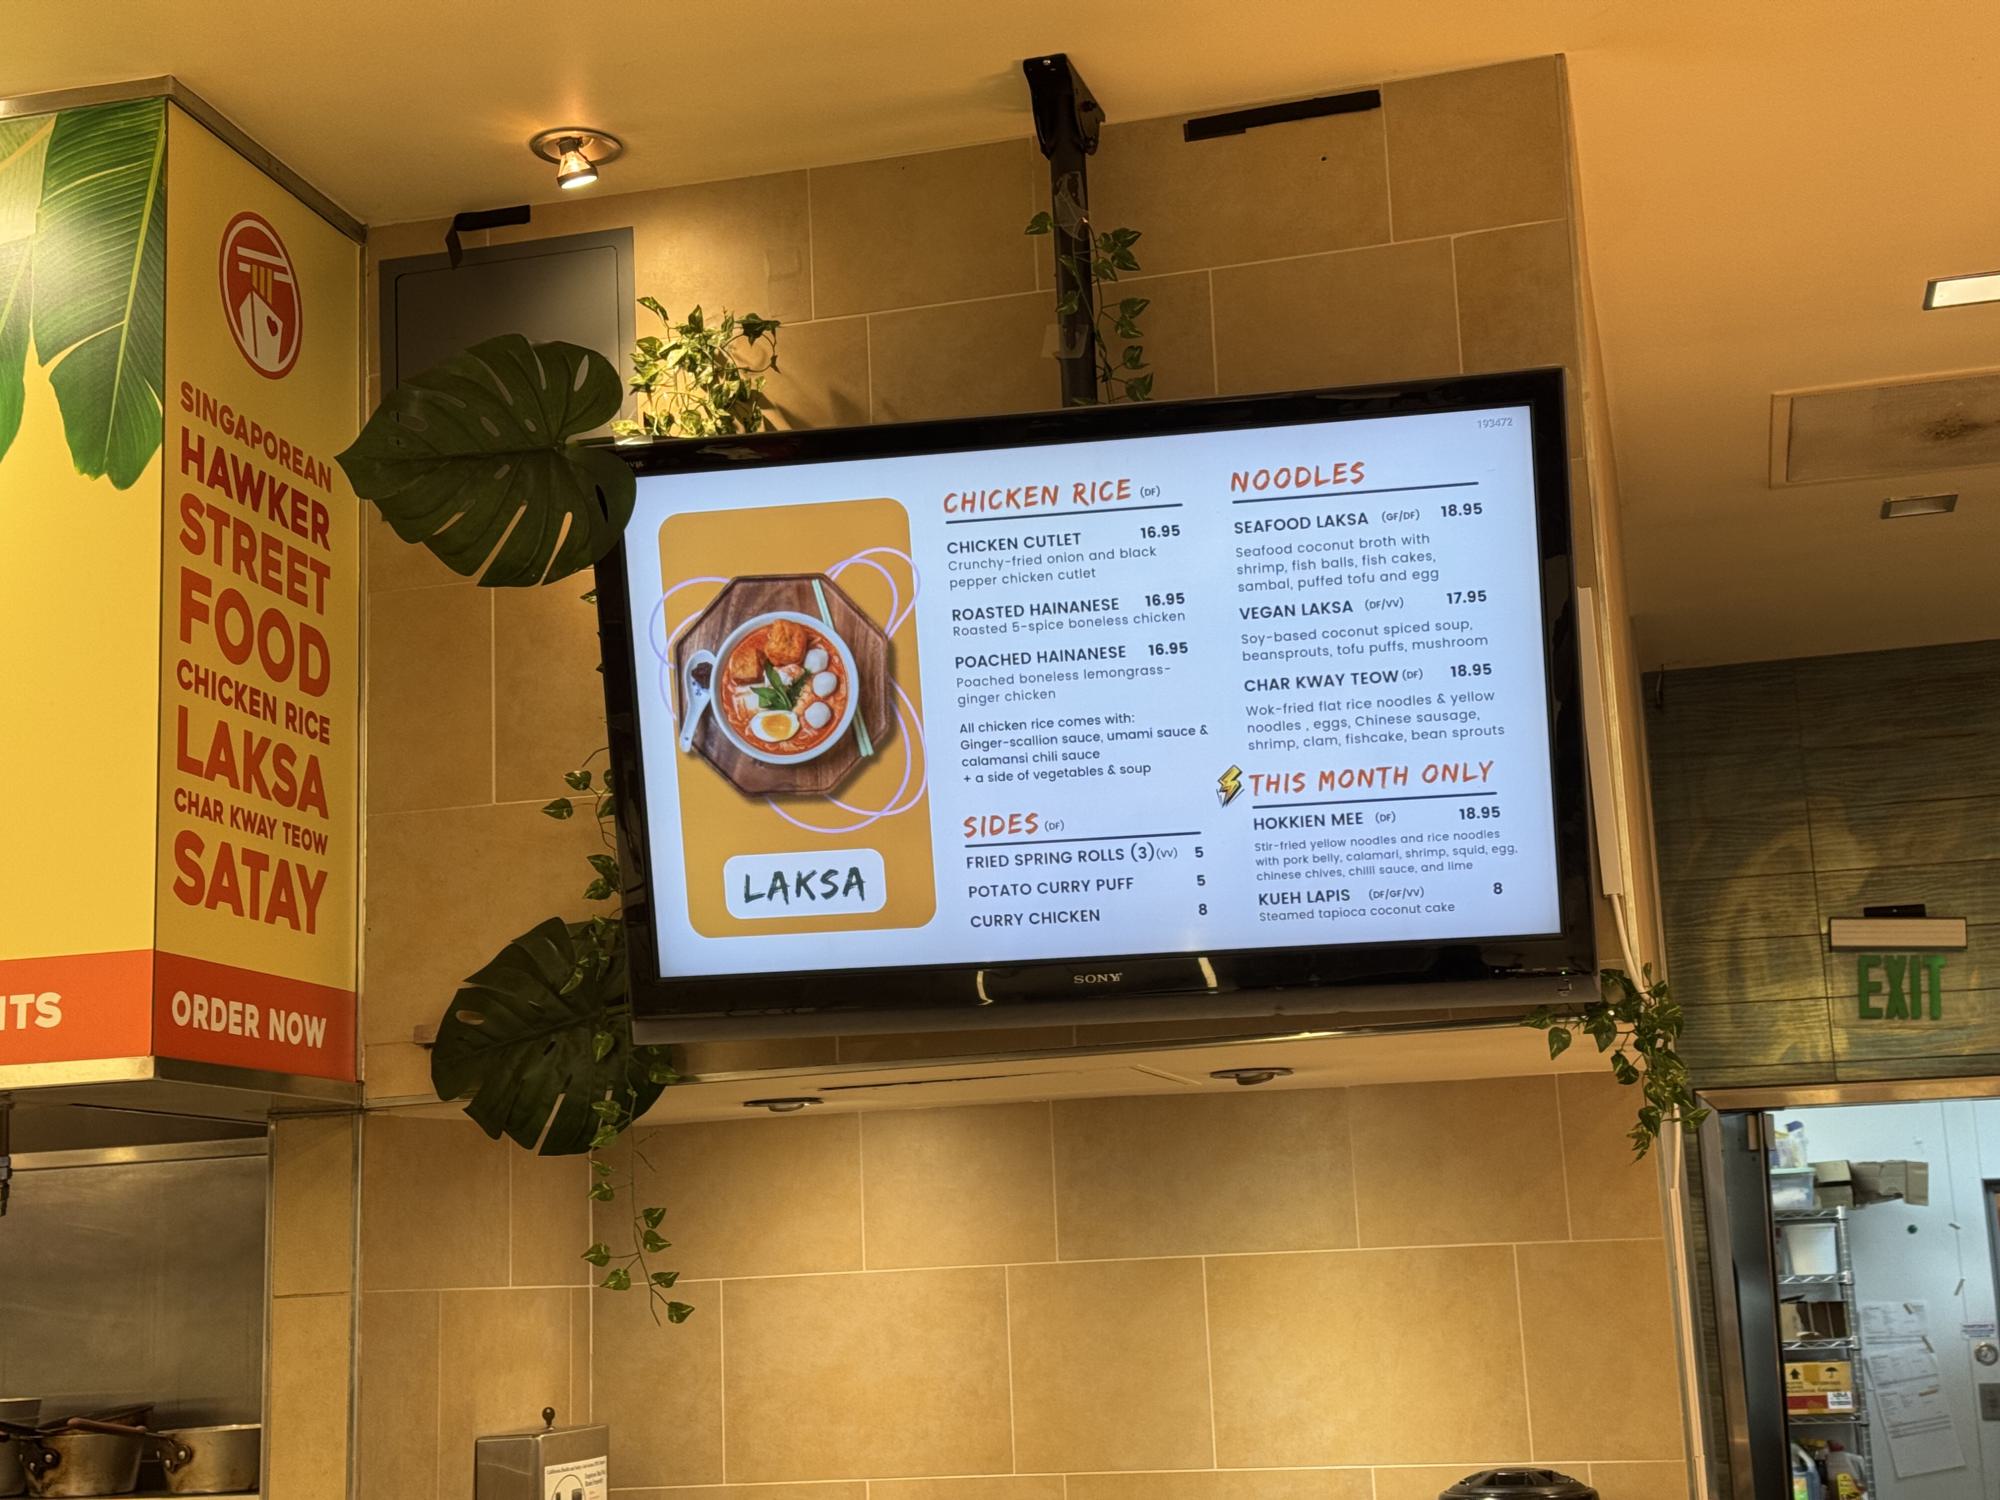 SINGAPOREAN
HAWKER
STREET
FOOD
CHICKEN RICE
LAKSA
CHAR KWAY TEOW
SATAY
ITS
ORDER NOW
193472
LAKSA
CHICKEN RICE (DF)
CHICKEN CUTLET 16.95
Crunchy-fried onion and black
pepper chicken cutlet
ROASTED HAINANESE 16.95
Roasted 5-spice boneless chicken
POACHED HAINANESE 16.95
Poached boneless lemongrass-
ginger chicken
All chicken rice comes with:
Ginger-scallion sauce, umami sauce &
calamansi chili sauce
+ a side of vegetables & soup
SIDES (DF)
FRIED SPRING ROLLS (3)(VV) 5
POTATO CURRY PUFF 5
CURRY CHICKEN 8
NOODLES
SEAFOOD LAKSA (GF/DF) 18.95
Seafood coconut broth with
shrimp, fish balls, fish cakes,
sambal, puffed tofu and egg
VEGAN LAKSA (DF/VV) 17.95
Soy-based coconut spiced soup,
beansprouts, tofu puffs, mushroom
CHAR KWAY TEOW (DF) 18.95
Wok-fried flat rice noodles & yellow
noodles , eggs, Chinese sausage,
shrimp, clam, fishcake, bean sprouts
THIS MONTH ONLY
HOKKIEN MEE (DF) 18.95
Stir-fried yellow noodles and rice noodles
with pork belly, calamari, shrimp, squid, egg,
chinese chives, chilli sauce, and lime
KUEH LAPIS (DF/GF/VV) 8
Steamed tapioca coconut cake
SONY
EXIT